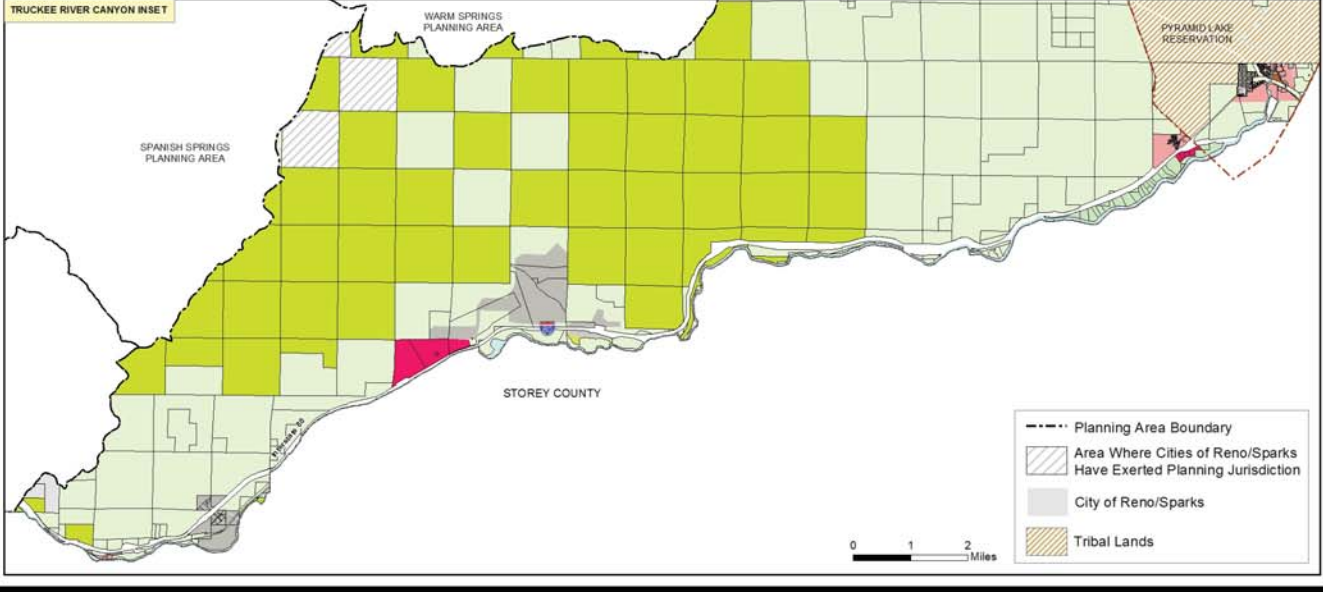 TRUCKEE RIVER CANYON INSET
WARM SPRINGS
PLANNING AREA
PYRAMID LAKE
RESERVATION
SPANISH SPRINGS
PLANNING AREA
STOREY COUNTY
Planning Area Boundary
Area Where Cities of Reno/Sparks
Have Exerted Planning Jurisdiction
City of Reno/Sparks
Tribal Lands
0 1 2
Miles